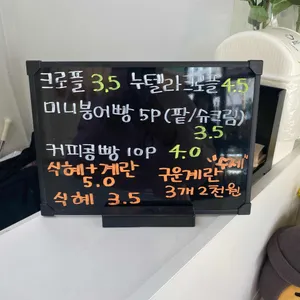 크로플 3.5 누텔라크로플 4.5
미니붕어빵 5P (팥/슈크림)
3.5
커피콩빵 10P 4.0
식혜+계란 "수제"
5.0 구운계란
식혜 3.5 3개 2천원